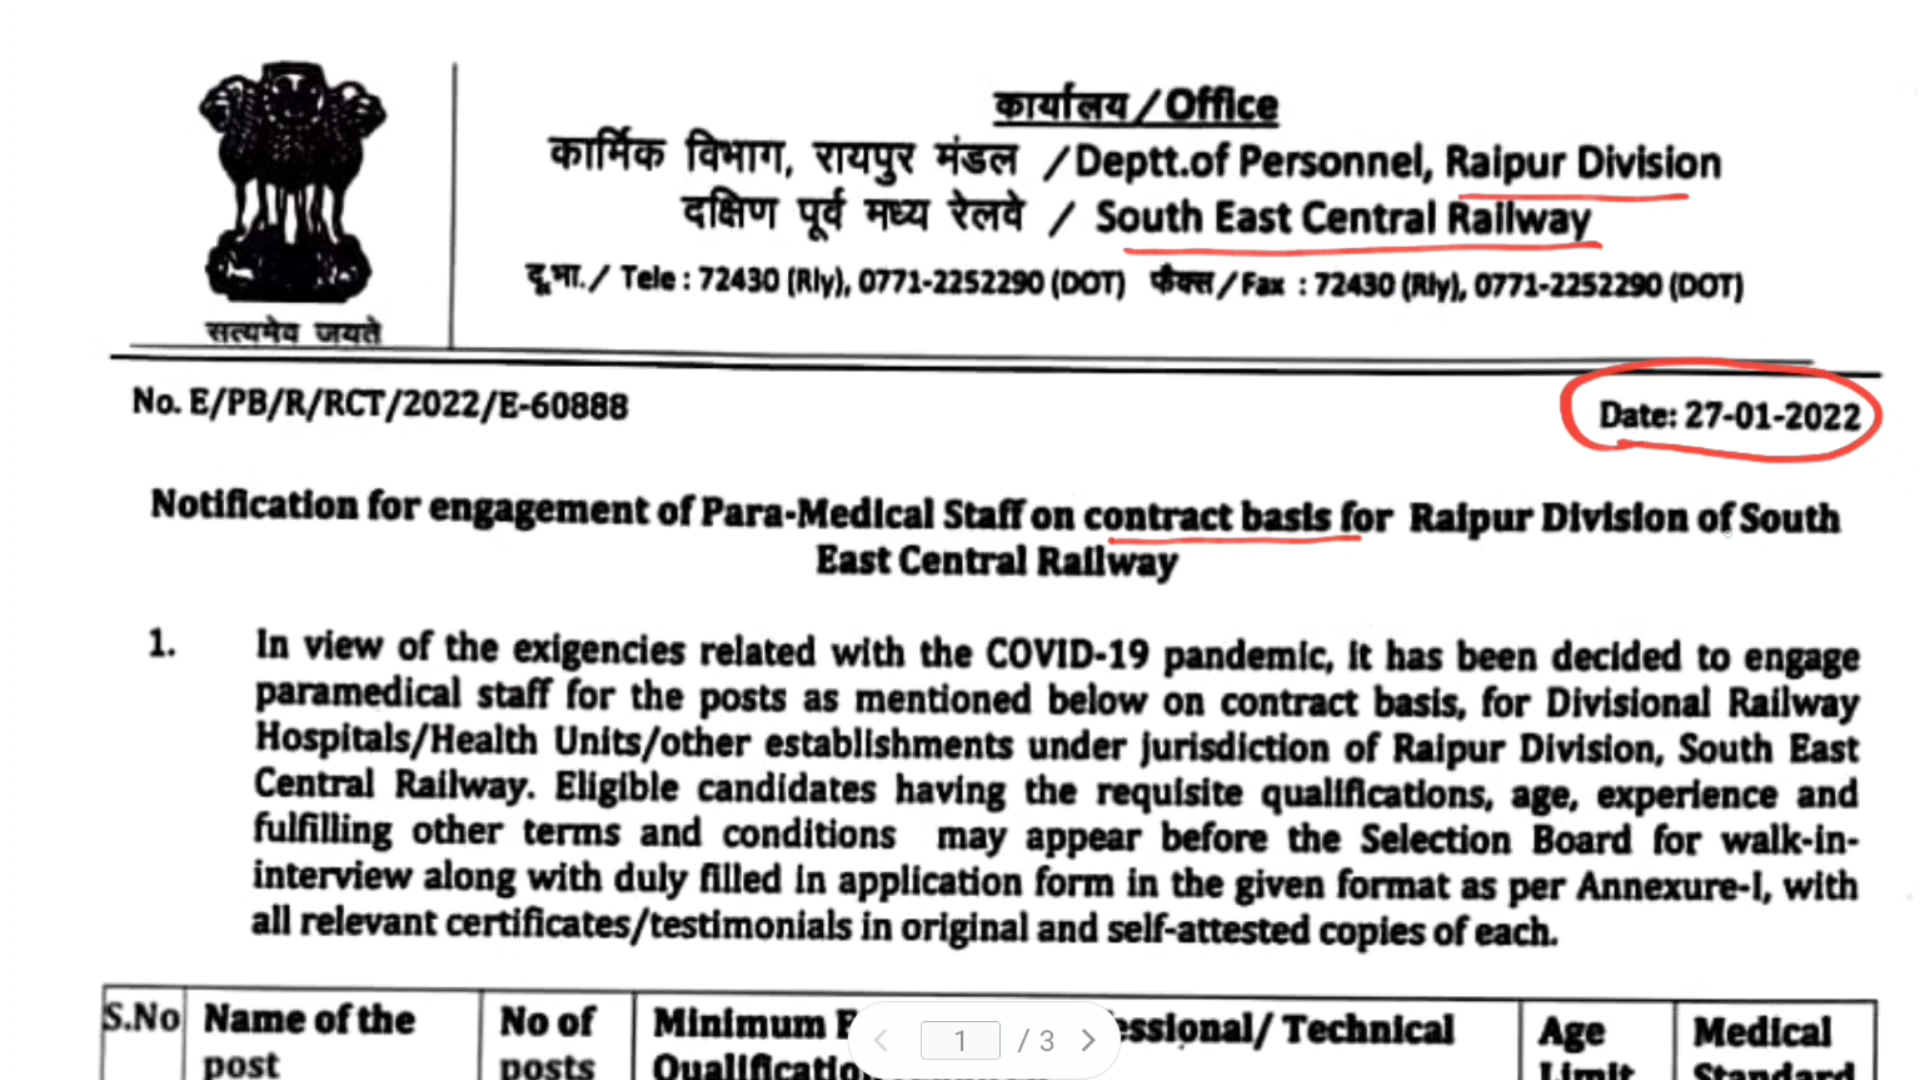 कार्यालय / Office
कार्मिक विभाग, रायपुर मंडल / Deptt.of Personnel, Raipur Division
दक्षिण पूर्व मध्य रेलवे / South East Central Railway
दू.भा./ Tele : 72430 (Rly), 0771-2252290 (DOT) फैक्स / Fax : 72430 (Rly), 0771-2252290 (DOT)
सत्यमेव जयते
No. E/PB/R/RCT/2022/E-60888 Date: 27-01-2022
Notification for engagement of Para-Medical Staff on contract basis for Raipur Division of South
East Central Railway
1. In view of the exigencies related with the COVID-19 pandemic, it has been decided to engage
paramedical staff for the posts as mentioned below on contract basis, for Divisional Railway
Hospitals/Health Units/other establishments under jurisdiction of Raipur Division, South East
Central Railway. Eligible candidates having the requisite qualifications, age, experience and
fulfilling other terms and conditions may appear before the Selection Board for walk-in-
interview along with duly filled in application form in the given format as per Annexure-I, with
all relevant certificates/testimonials in original and self-attested copies of each.
S.No Name of the No of Minimum essional/ Technical Age Medical
post posts Limit Standard
1 / 3